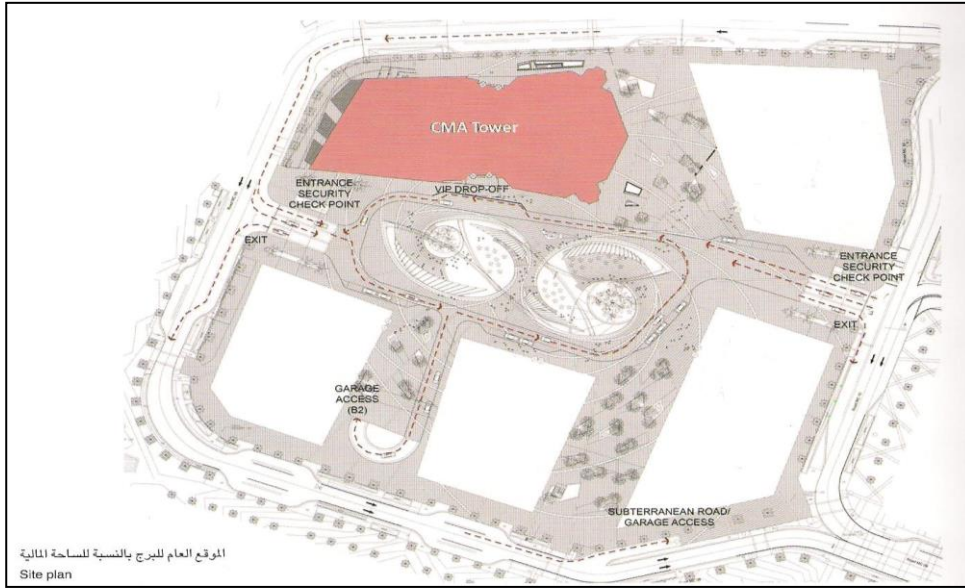 CMA Tower
ENTRANCE
SECURITY
CHECK POINT
VIP DROP-OFF
EXIT
ENTRANCE
SECURITY
CHECK POINT
EXIT
GARAGE
ACCESS
(B2)
SUBTERRANEAN ROAD/
GARAGE ACCESS
الموقع العام للبرج بالنسبة للساحة المالية
Site plan